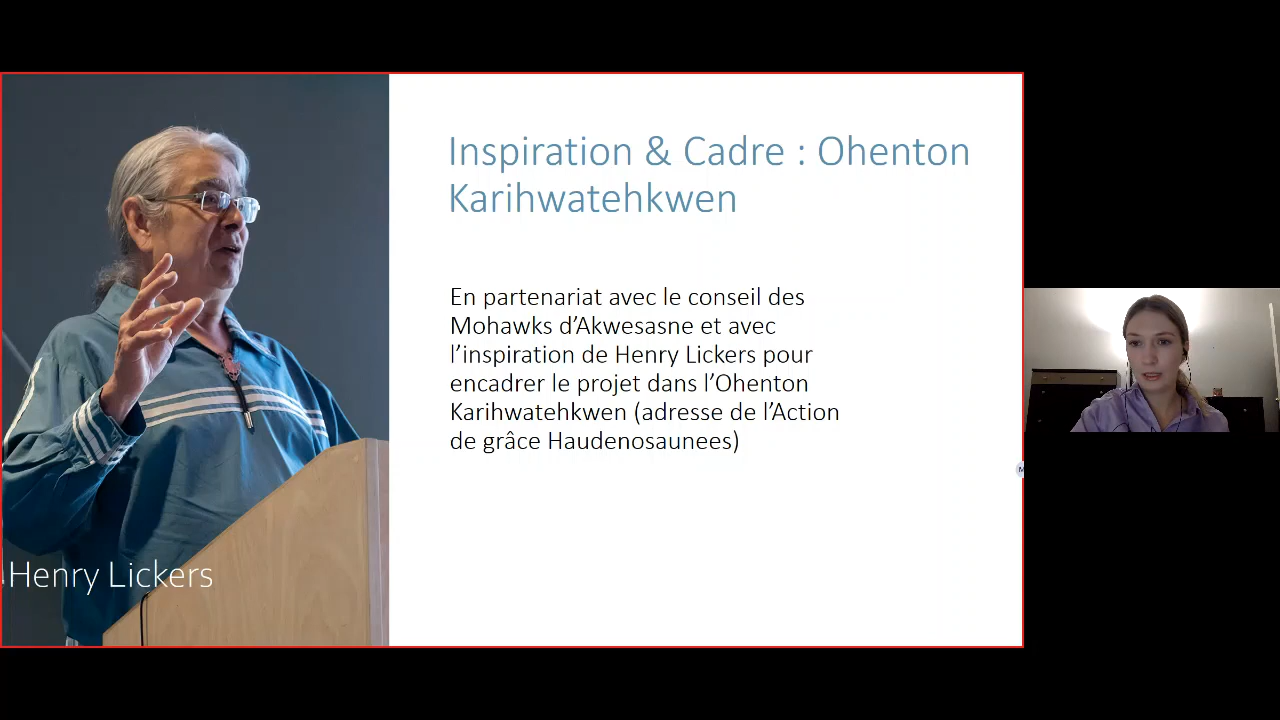 Inspiration & Cadre : Ohenton
Karihwatehkwen
En partenariat avec le conseil des
Mohawks d’Akwesasne et avec
l’inspiration de Henry Lickers pour
encadrer le projet dans l’Ohenton
Karihwatehkwen (adresse de l’Action
de grâce Haudenosaunees)
Henry Lickers
M